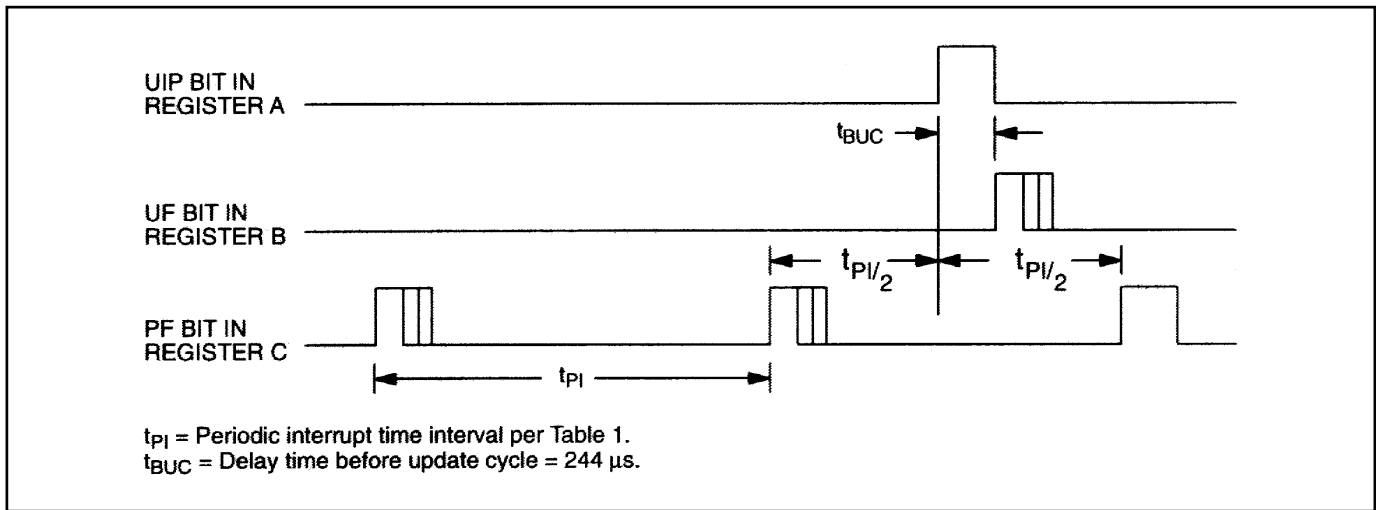 UIP BIT IN
REGISTER A
tBUC
UF BIT IN
REGISTER B
tPI/2
tPI/2
PF BIT IN
REGISTER C
tPI
tPI = Periodic interrupt time interval per Table 1.
tBUC = Delay time before update cycle = 244 μs.